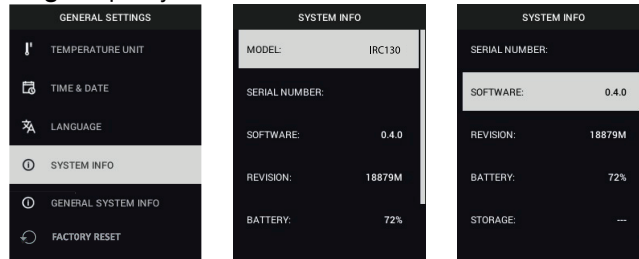 GENERAL SETTINGS
TEMPERATURE UNIT
TIME & DATE
LANGUAGE
SYSTEM INFO
GENERAL SYSTEM INFO
FACTORY RESET
SYSTEM INFO
MODEL: IRC130
SERIAL NUMBER:
SOFTWARE: 0.4.0
REVISION: 18879M
BATTERY: 72%
SYSTEM INFO
SERIAL NUMBER:
SOFTWARE: 0.4.0
REVISION: 18879M
BATTERY: 72%
STORAGE: ---